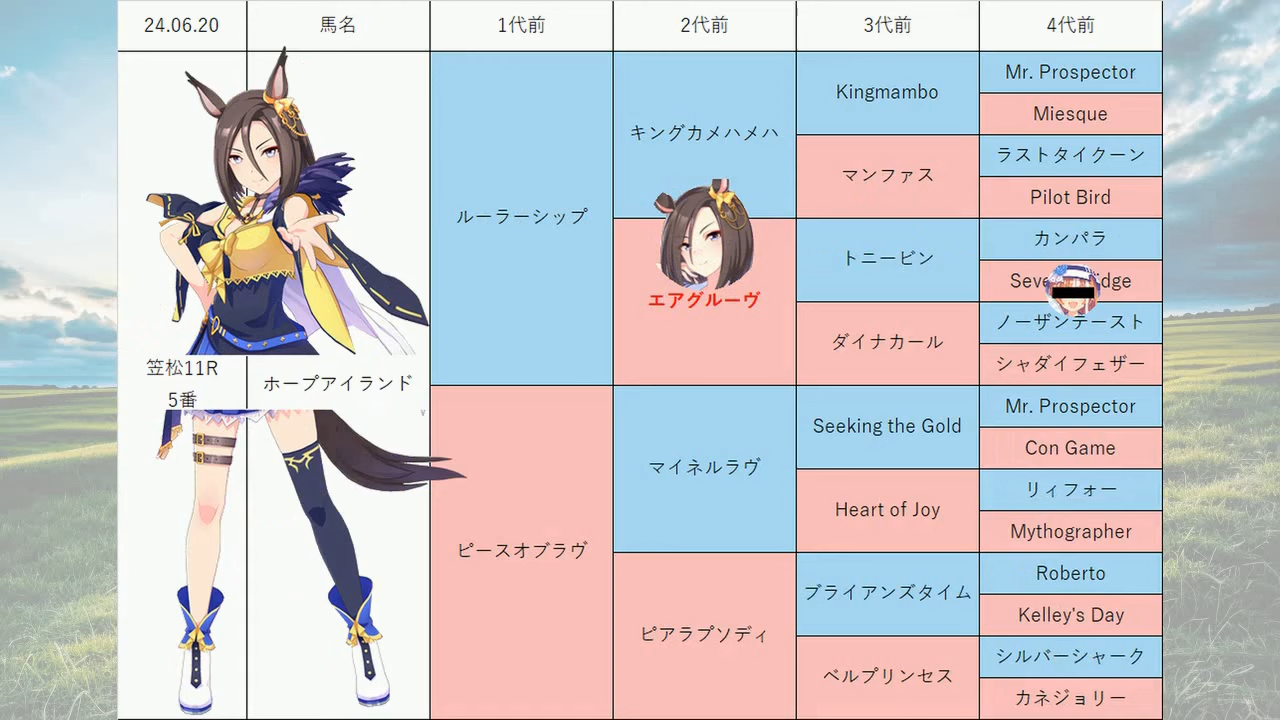 24.06.20
馬名
1代前
2代前
3代前
4代前
笠松11R
5番
ホープアイランド
ルーラーシップ
ピースオブラヴ
キングカメハメハ
エアグルーヴ
マイネルラヴ
ピアラプソディ
Kingmambo
マンファス
トニービン
ダイナカール
Seeking the Gold
Heart of Joy
ブライアンズタイム
ベルプリンセス
Mr. Prospector
Miesque
ラストタイクーン
Pilot Bird
カンパラ
ノーザンテースト
シャダイフェザー
Mr. Prospector
Con Game
リィフォー
Mythographer
Roberto
Kelley's Day
シルバーシャーク
カネジョリー